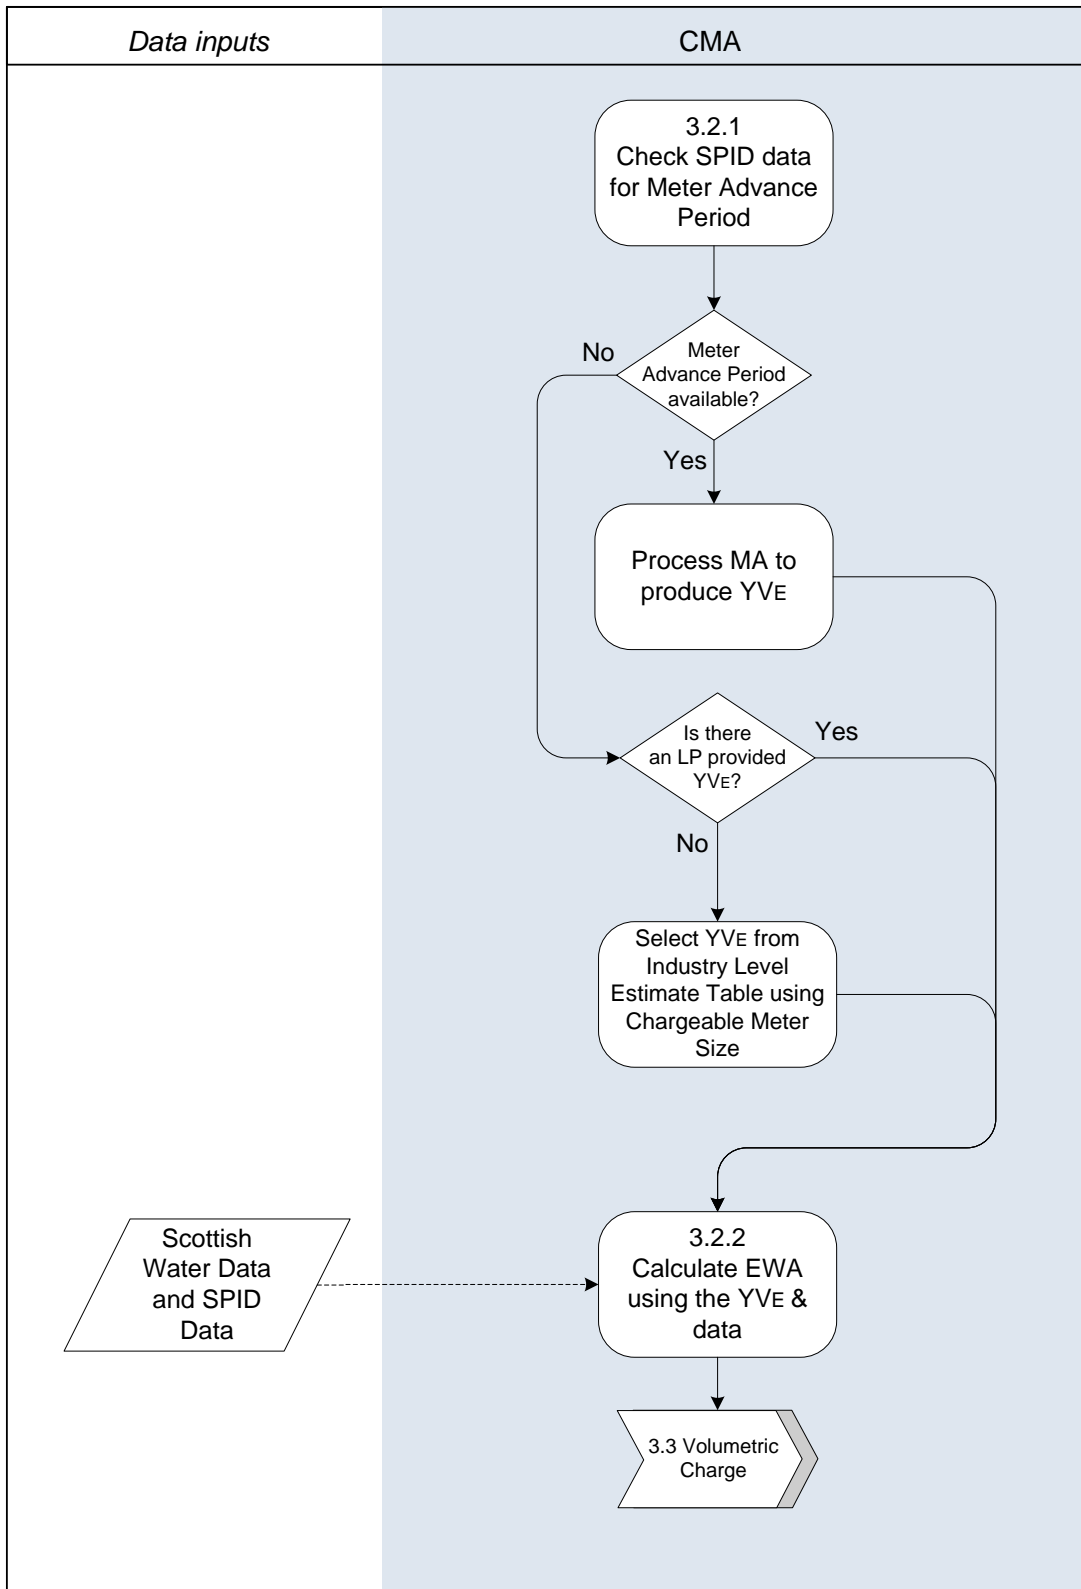 Data inputs
CMA
3.2.1
Check SPID data
for Meter Advance
Period
No
Meter
Advance Period
available?
Yes
Process MA to
produce YVE
Is there
an LP provided
YVE?
Yes
No
Select YVE from
Industry Level
Estimate Table using
Chargeable Meter
Size
Scottish
Water Data
and SPID
Data
3.2.2
Calculate EWA
using the YVE &
data
3.3 Volumetric
Charge